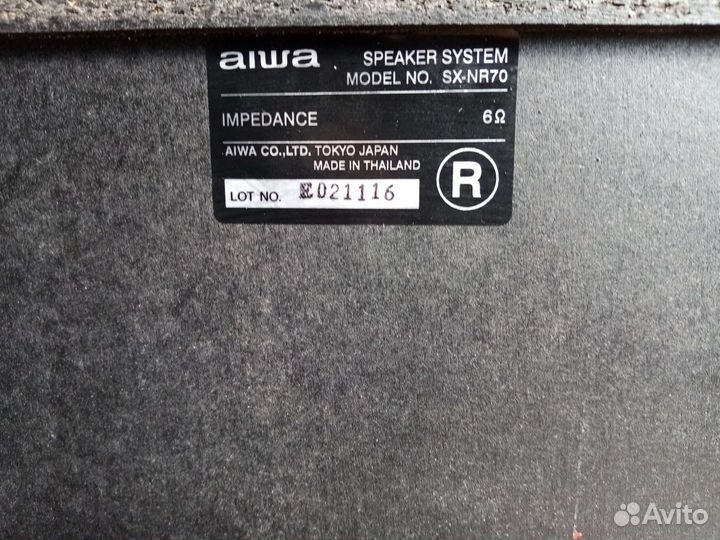 aiwa SPEAKER SYSTEM
MODEL NO. SX-NR70
IMPEDANCE 6Ω
AIWA CO.,LTD. TOKYO JAPAN
MADE IN THAILAND
R
LOT NO. E021116
Avito